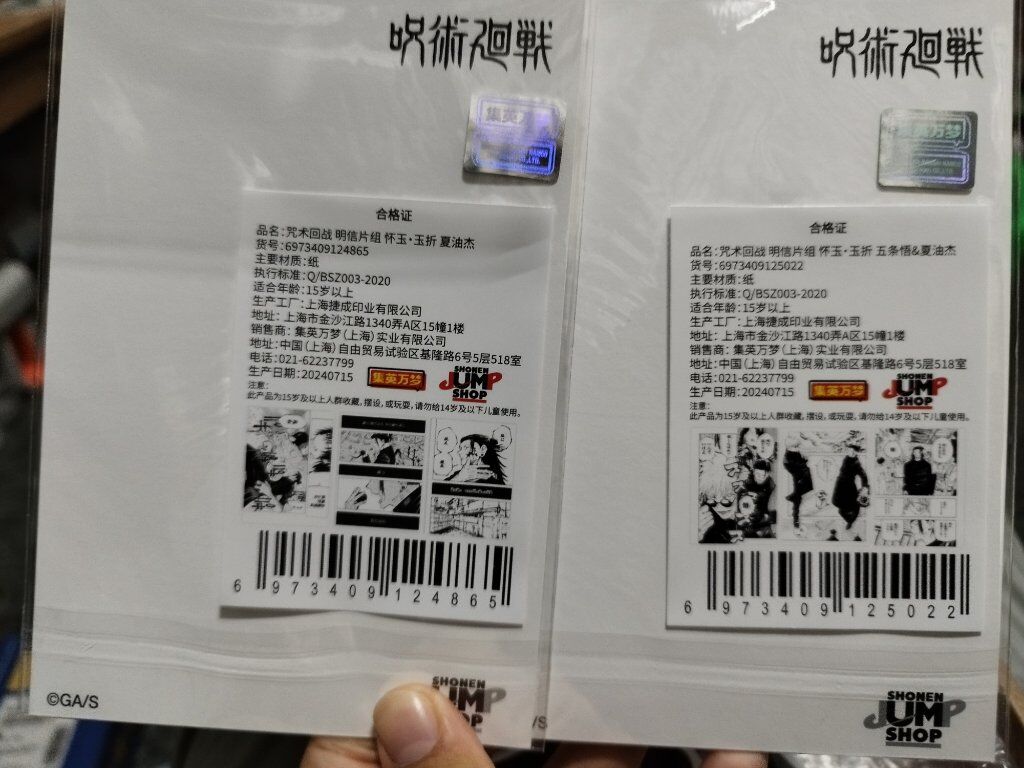 呪術廻戦
集英万梦
合格证
品名:咒术回战 明信片组 怀玉·玉折 夏油杰
货号:6973409124865
主要材质:纸
执行标准:Q/BSZ003-2020
适合年龄:15岁以上
生产工厂:上海捷成印业有限公司
地址: 上海市金沙江路1340弄A区15幢1楼
销售商: 集英万梦(上海)实业有限公司
地址:中国(上海)自由贸易试验区基隆路6号5层518室
电话:021-62237799
生产日期:20240715
集英万梦
SHONEN
JUMP
SHOP
注意:
此产品为15岁及以上人群收藏,摆设,或玩耍,请勿给14岁及以下儿童使用。
6 973409 124865
©GA/S
SHONEN
JUMP
呪術廻戦
集英万梦
合格证
品名:咒术回战 明信片组 怀玉·玉折 五条悟&夏油杰
货号:6973409125022
主要材质:纸
执行标准:Q/BSZ003-2020
适合年龄:15岁以上
生产工厂:上海捷成印业有限公司
地址: 上海市金沙江路1340弄A区15幢1楼
销售商: 集英万梦(上海)实业有限公司
地址:中国(上海)自由贸易试验区基隆路6号5层518室
电话:021-62237799
生产日期:20240715
集英万梦
SHONEN
JUMP
SHOP
注意:
此产品为15岁及以上人群收藏,摆设,或玩耍,请勿给14岁及以下儿童使用。
6 973409 125022
/S
SHONEN
JUMP
SHOP